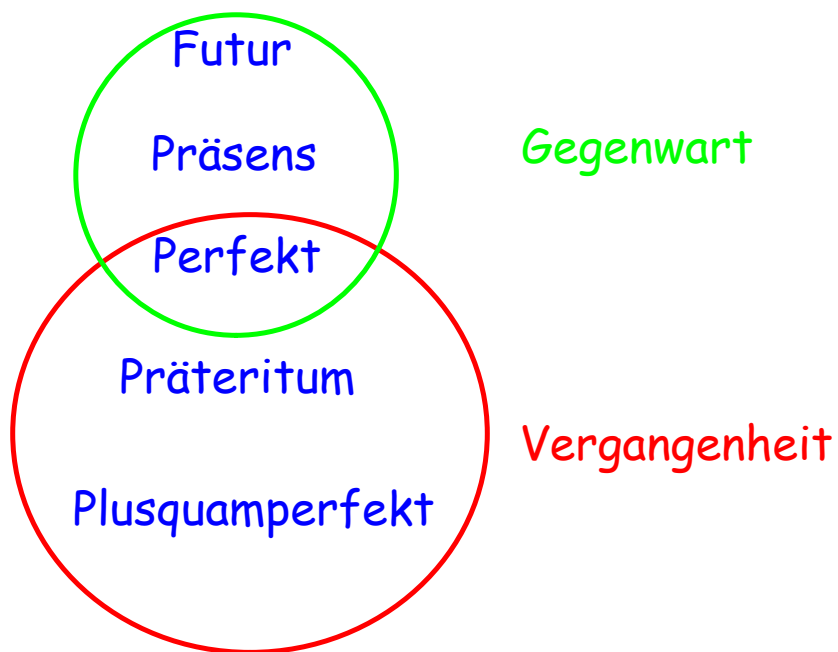 Futur
Präsens
Gegenwart
Perfekt
Präteritum
Vergangenheit
Plusquamperfekt